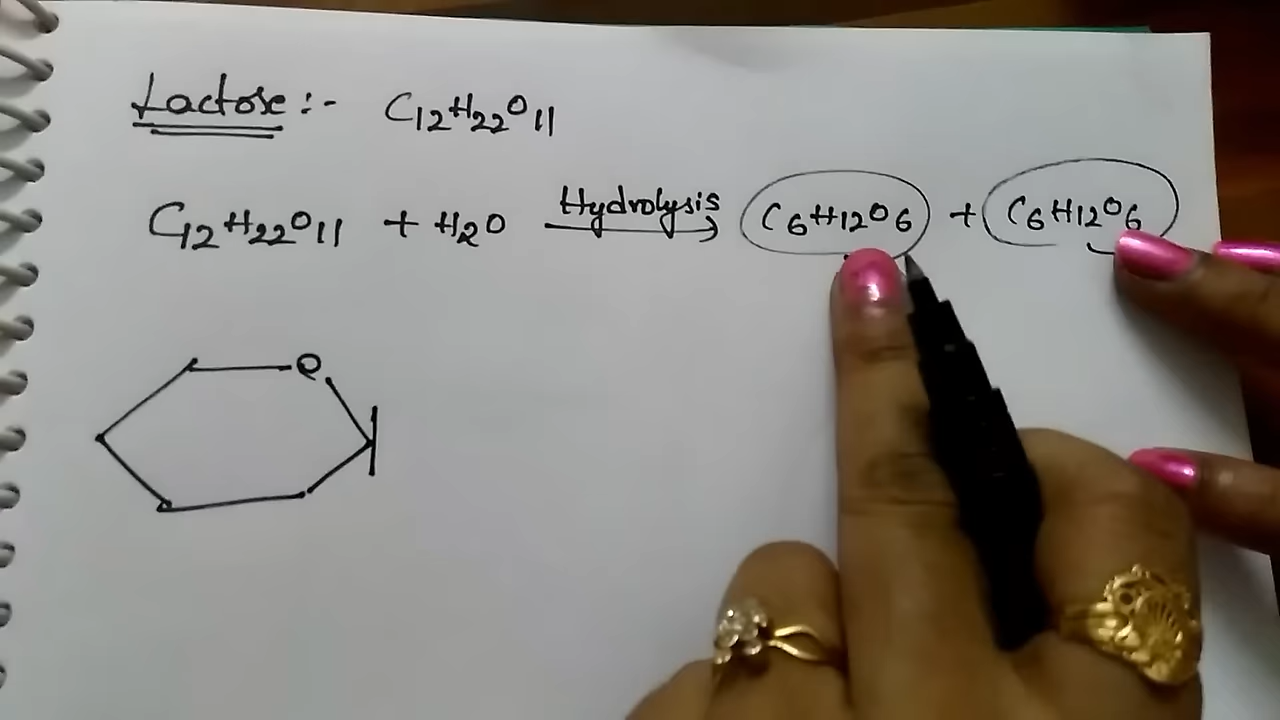 Lactose :- C12H22O11
C12H22O11 + H2O Hydrolysis C6H12O6 + C6H12O6
O